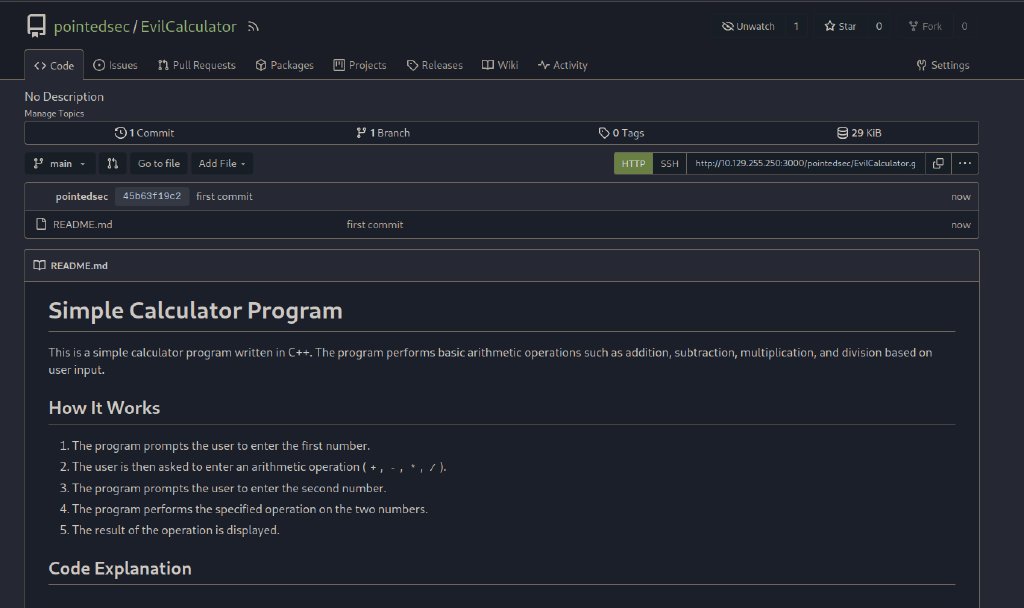 pointedsec / EvilCalculator
Unwatch 1 Star 0 Fork 0
<> Code Issues Pull Requests Packages Projects Releases Wiki Activity Settings
No Description
Manage Topics
1 Commit 1 Branch 0 Tags 29 KiB
main Go to file Add File HTTP SSH http://10.129.255.250:3000/pointedsec/EvilCalculator.g ...
pointedsec 45b63f19c2 first commit now
README.md first commit now
README.md
Simple Calculator Program
This is a simple calculator program written in C++. The program performs basic arithmetic operations such as addition, subtraction, multiplication, and division based on
user input.
How It Works
1. The program prompts the user to enter the first number.
2. The user is then asked to enter an arithmetic operation ( + , - , * , / ).
3. The program prompts the user to enter the second number.
4. The program performs the specified operation on the two numbers.
5. The result of the operation is displayed.
Code Explanation